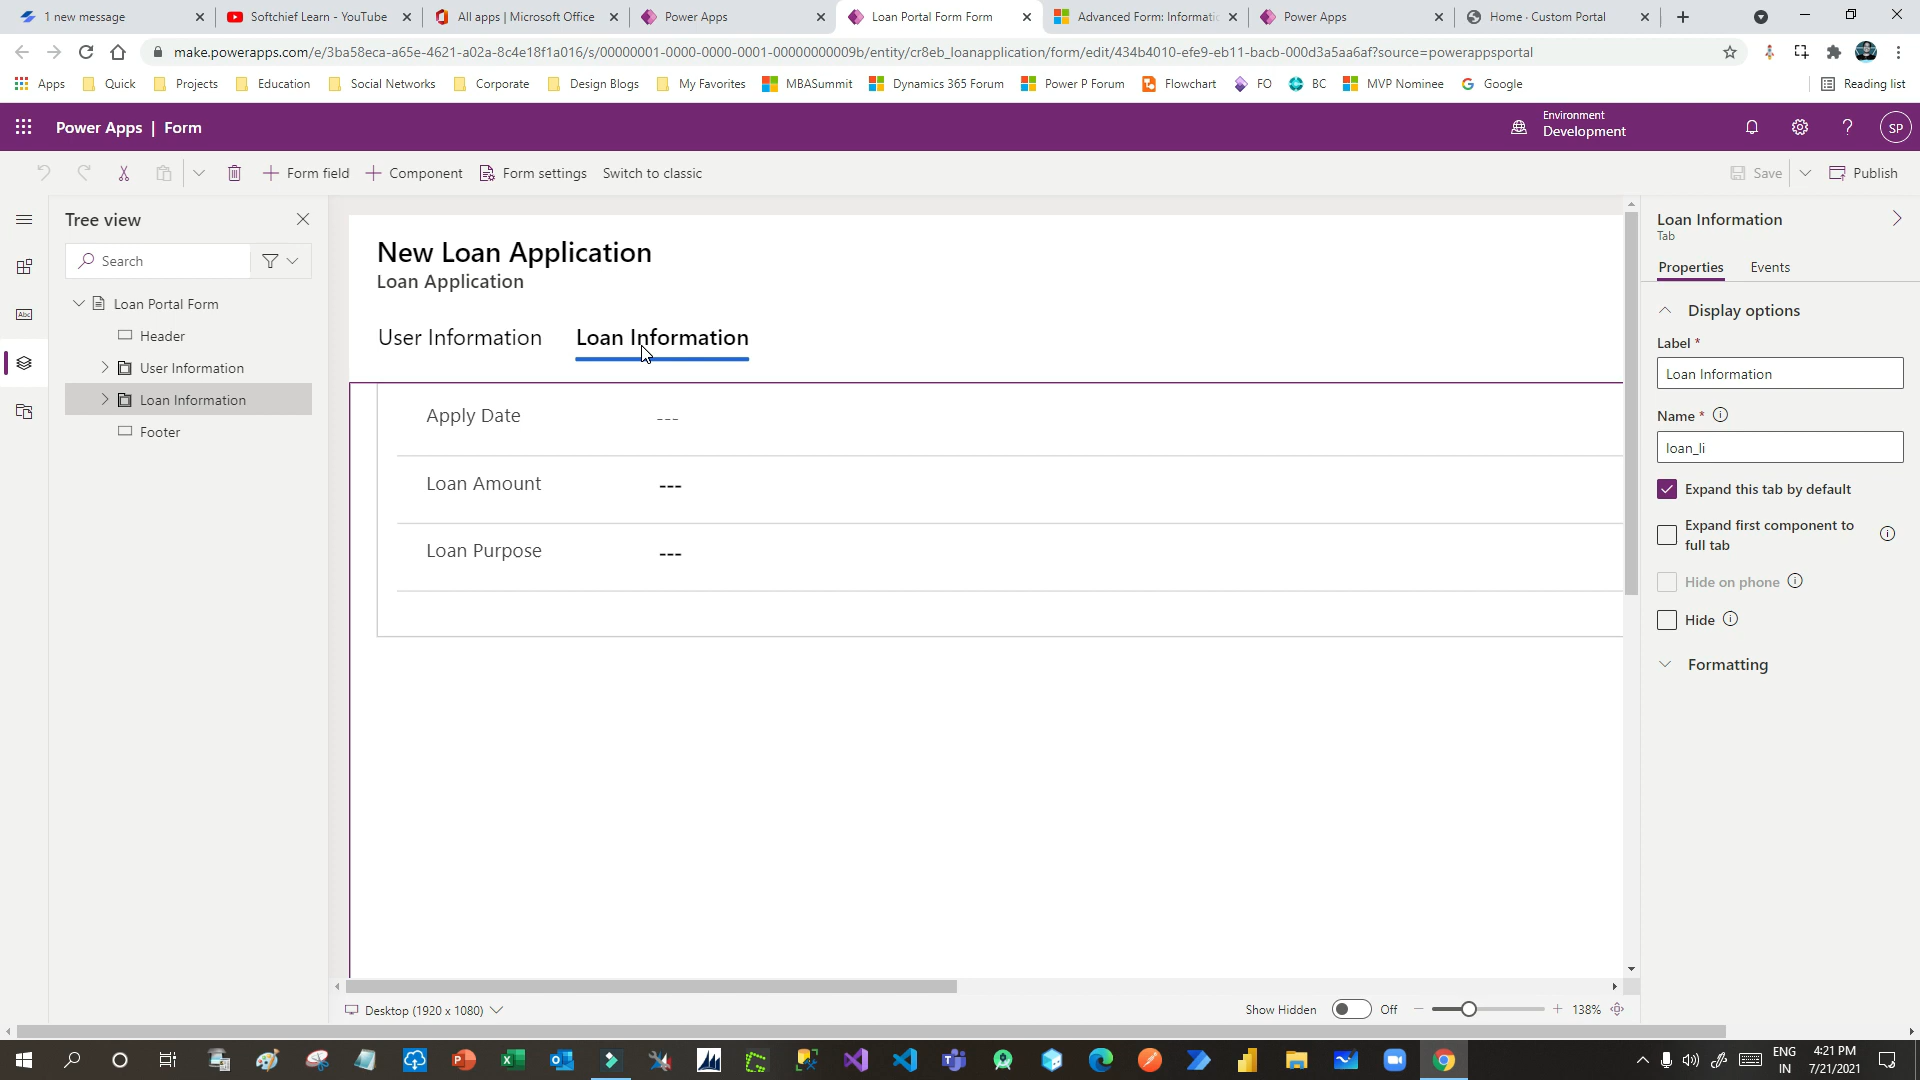 1 new message
Softchief Learn - YouTube
All apps | Microsoft Office
Power Apps
Loan Portal Form Form
Advanced Form: Informatic
Power Apps
Home · Custom Portal
make.powerapps.com/e/3ba58eca-a65e-4621-a02a-8c4e18f1a016/s/00000001-0000-0000-0001-00000000009b/entity/cr8eb_loanapplication/form/edit/434b4010-efe9-eb11-bacb-000d3a5aa6af?source=powerappsportal
Apps
Quick
Projects
Education
Social Networks
Corporate
Design Blogs
My Favorites
MBASummit
Dynamics 365 Forum
Power P Forum
Flowchart
FO
BC
MVP Nominee
Google
Reading list
Power Apps | Form
Environment
Development
SP
Form field
Component
Form settings
Switch to classic
Save
Publish
Tree view
Search
Loan Portal Form
Header
User Information
Loan Information
Footer
Abc
New Loan Application
Loan Application
User Information
Loan Information
Apply Date ---
Loan Amount ---
Loan Purpose ---
Loan Information
Tab
Properties
Events
Display options
Label *
Loan Information
Name *
loan_li
Expand this tab by default
Expand first component to
full tab
Hide on phone
Hide
Formatting
Desktop (1920 x 1080)
Show Hidden
Off
138%
ENG
IN
4:21 PM
7/21/2021